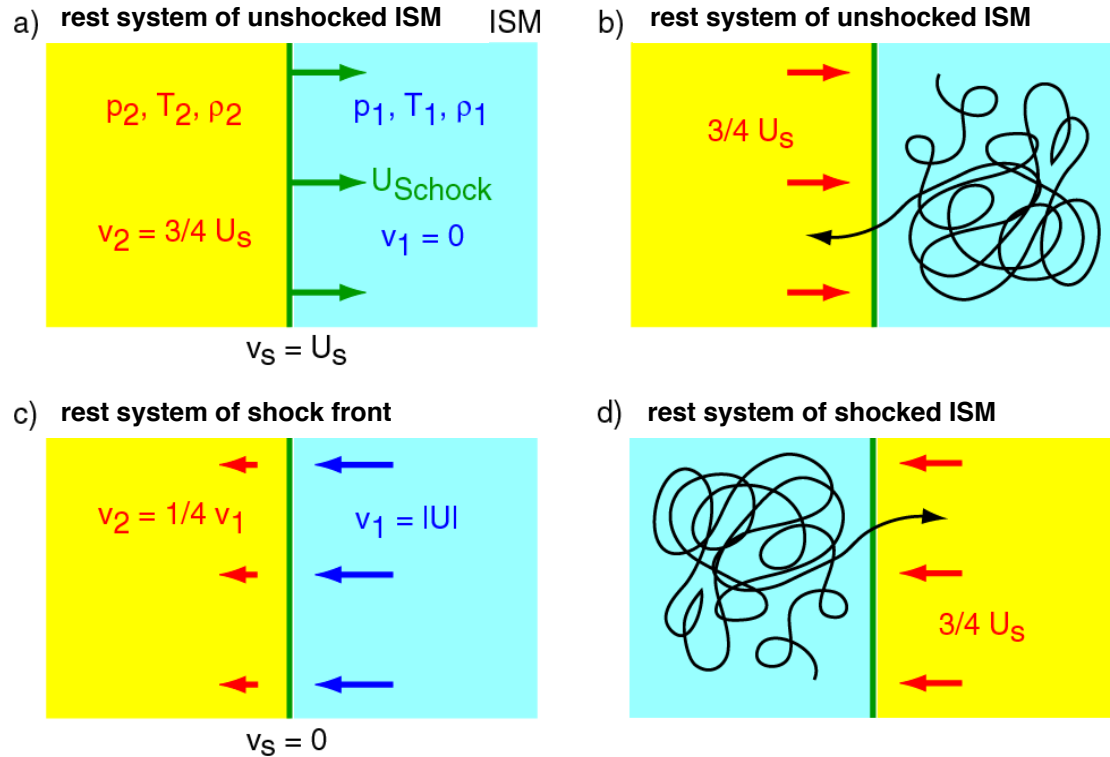 a) rest system of unshocked ISM ISM
p₂, T₂, ρ₂
p₁, T₁, ρ₁
USchock
v₂ = 3/4 Us
v₁ = 0
vs = Us
b) rest system of unshocked ISM
3/4 Us
c) rest system of shock front
v₂ = 1/4 v₁
v₁ = |U|
vs = 0
d) rest system of shocked ISM
3/4 Us